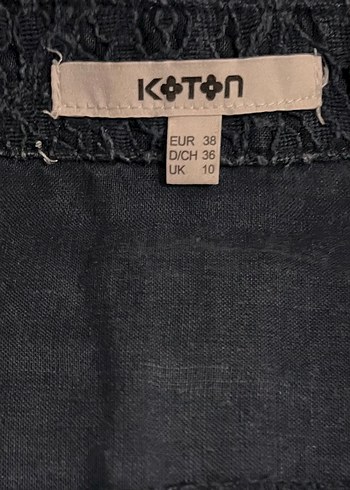 KOTON
EUR 38
D/CH 36
UK 10